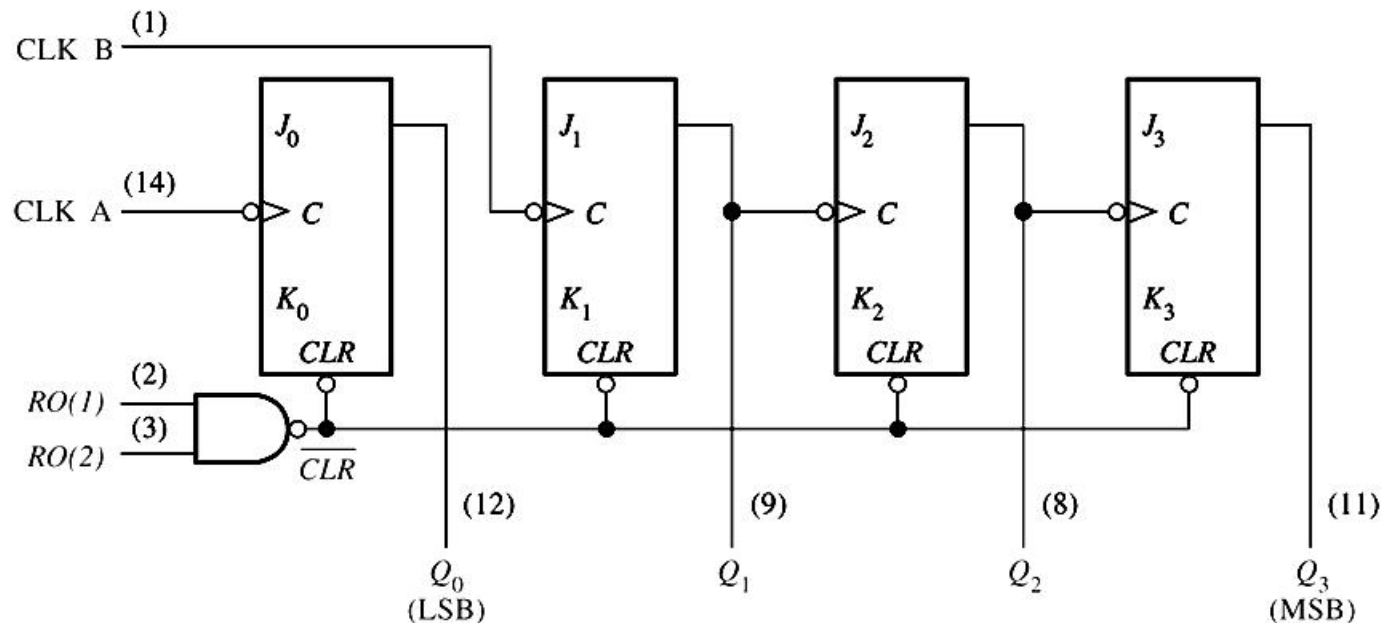 (1)
CLK B
J₀ J₁ J₂ J₃
(14)
CLK A C C C C
K₀ K₁ K₂ K₃
CLR CLR CLR CLR
(2)
RO(1)
(3)
RO(2)
C̅L̅R̅
(12) (9) (8) (11)
Q₀ Q₁ Q₂ Q₃
(LSB) (MSB)